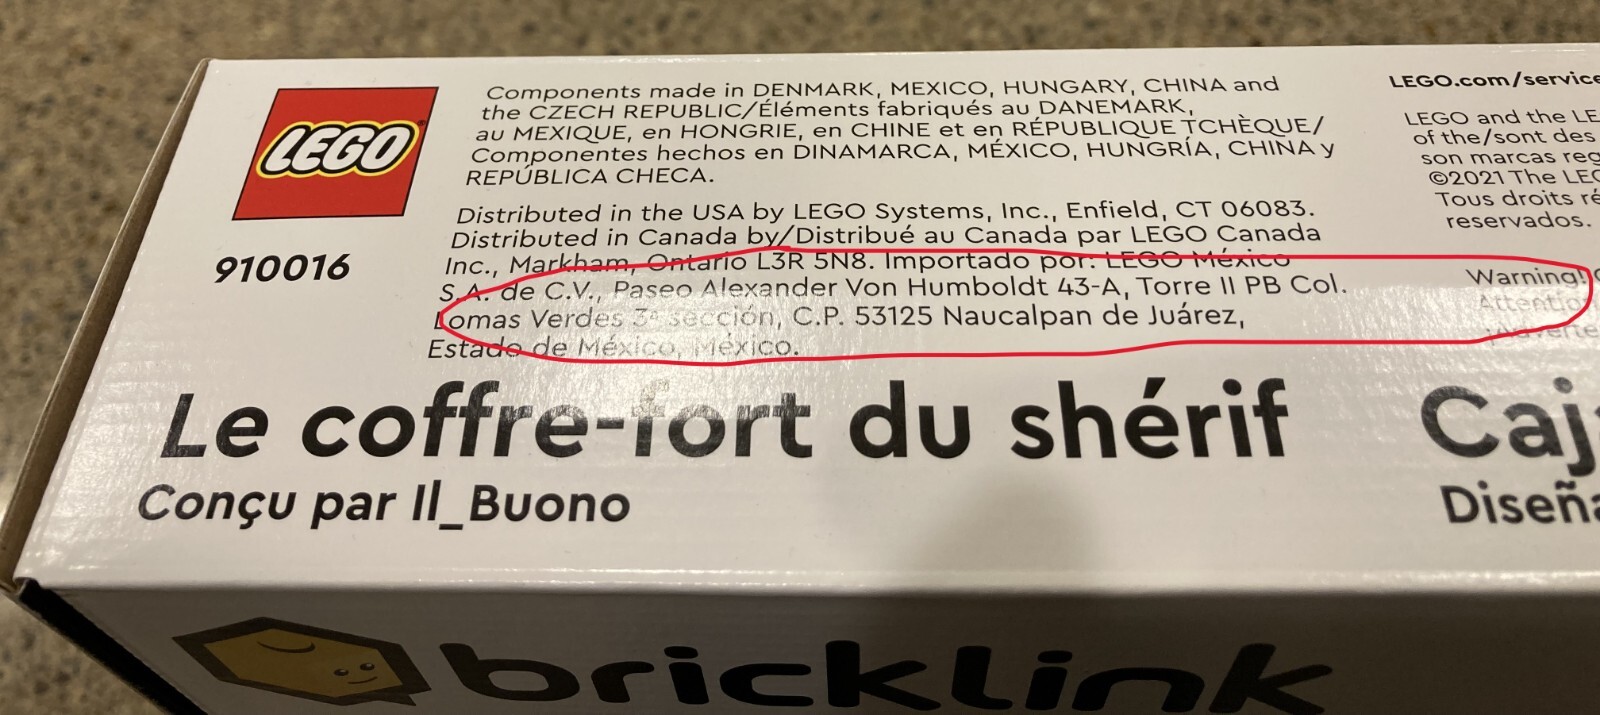 LEGO
®
910016
Components made in DENMARK, MEXICO, HUNGARY, CHINA and
the CZECH REPUBLIC/Éléments fabriqués au DANEMARK,
au MEXIQUE, en HONGRIE, en CHINE et en RÉPUBLIQUE TCHÈQUE/
Componentes hechos en DINAMARCA, MÉXICO, HUNGRÍA, CHINA y
REPÚBLICA CHECA.
Distributed in the USA by LEGO Systems, Inc., Enfield, CT 06083.
Distributed in Canada by/Distribué au Canada par LEGO Canada
Inc., Markham, Ontario L3R 5N8. Importado por: LEGO México
S.A. de C.V., Paseo Alexander Von Humboldt 43-A, Torre II PB Col.
Lomas Verdes 3ª sección, C.P. 53125 Naucalpan de Juárez,
Estado de México, México.
LEGO.com/service
LEGO and the LE
of the/sont des
son marcas reg
©2021 The LEG
Tous droits ré
reservados.
Warning!
Attentio
Le coffre-fort du shérif
Conçu par Il_Buono
Caj
Diseña
bricklink